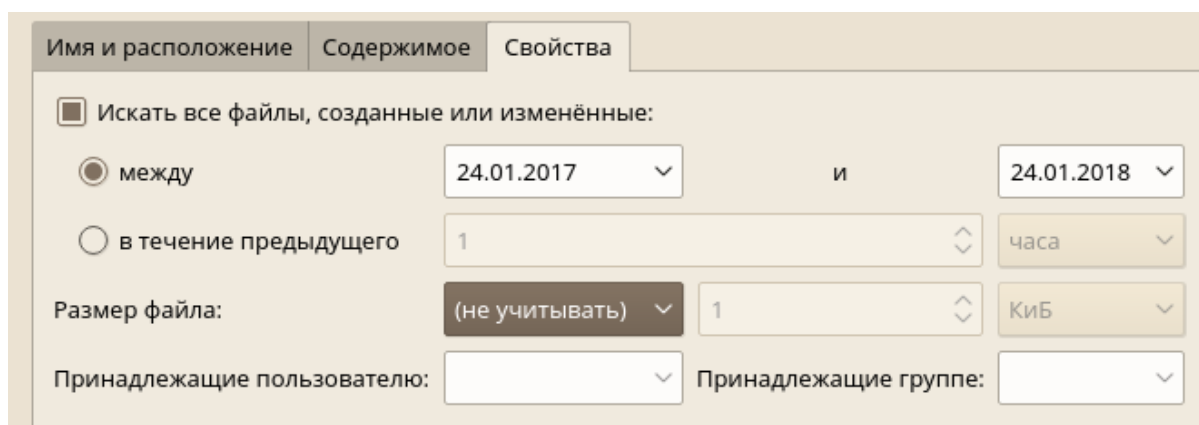 Имя и расположение Содержимое Свойства
Искать все файлы, созданные или изменённые:
между 24.01.2017 и 24.01.2018
в течение предыдущего 1 часа
Размер файла: (не учитывать) 1 КиБ
Принадлежащие пользователю: Принадлежащие группе: